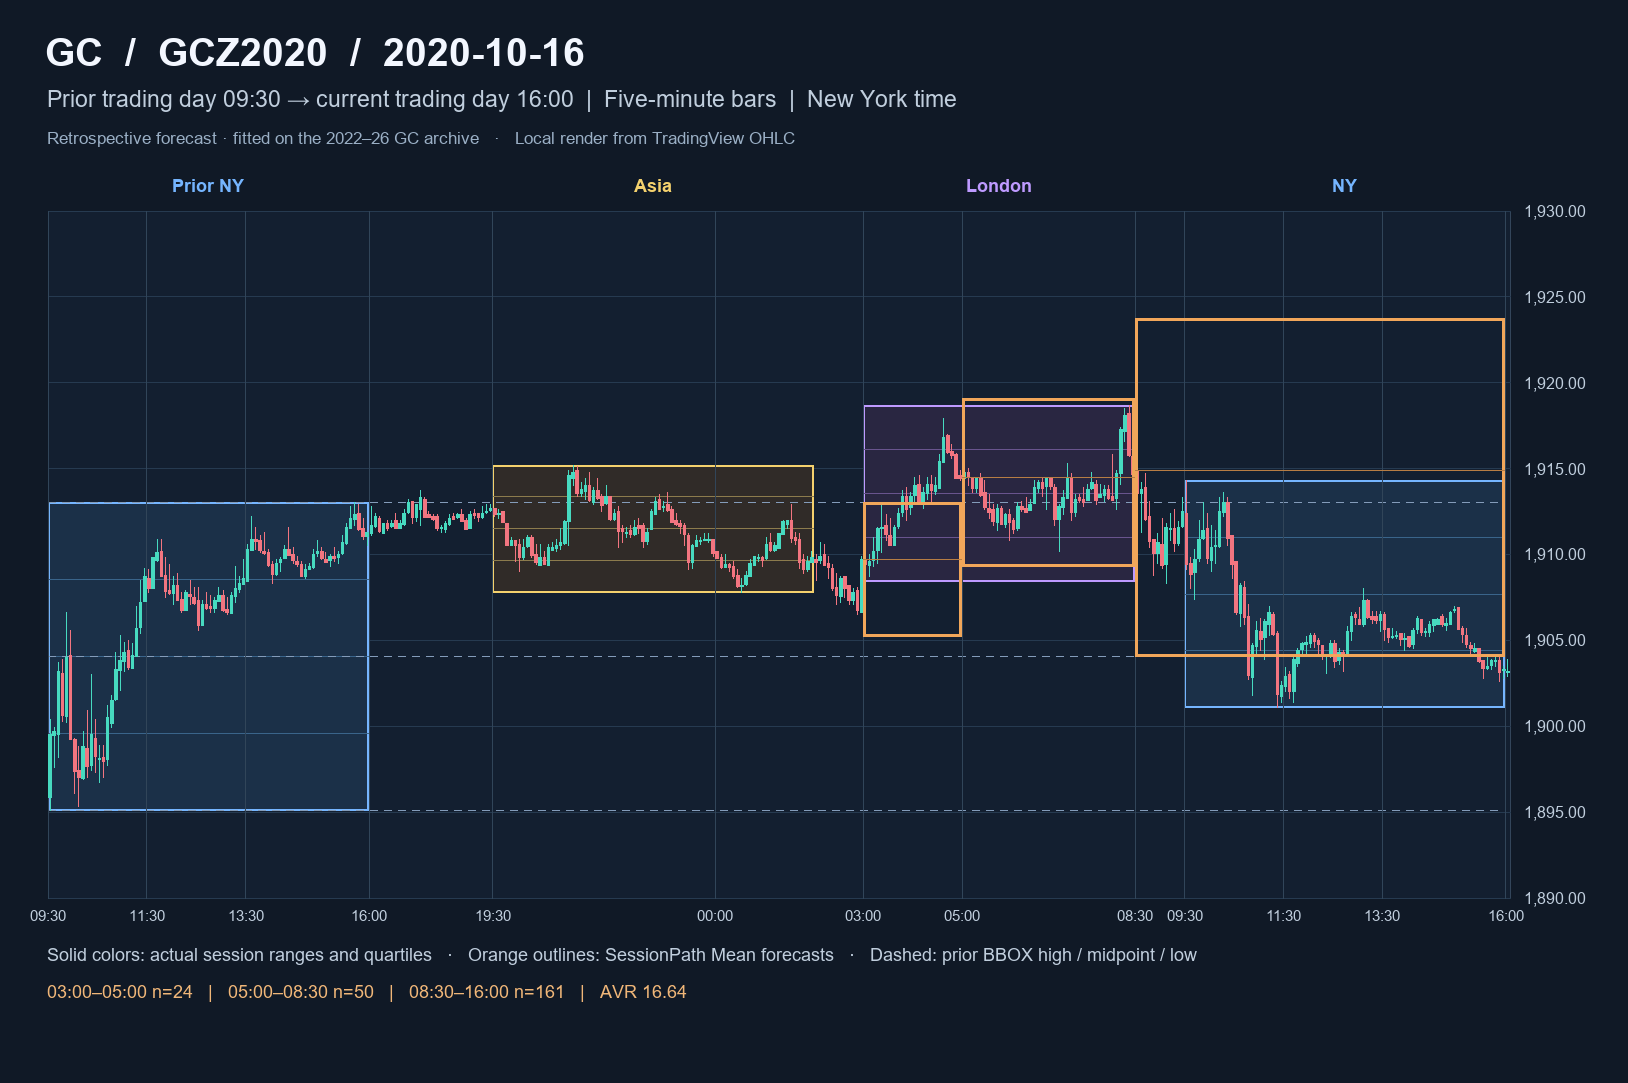 GC / GCZ2020 / 2020-10-16
Prior trading day 09:30 → current trading day 16:00 | Five-minute bars | New York time
Retrospective forecast · fitted on the 2022–26 GC archive · Local render from TradingView OHLC
Prior NY Asia London NY
1,930.00
1,925.00
1,920.00
1,915.00
1,910.00
1,905.00
1,900.00
1,895.00
1,890.00
09:30 11:30 13:30 16:00 19:30 00:00 03:00 05:00 08:30 09:30 11:30 13:30 16:00
Solid colors: actual session ranges and quartiles · Orange outlines: SessionPath Mean forecasts · Dashed: prior BBOX high / midpoint / low
03:00–05:00 n=24 | 05:00–08:30 n=50 | 08:30–16:00 n=161 | AVR 16.64